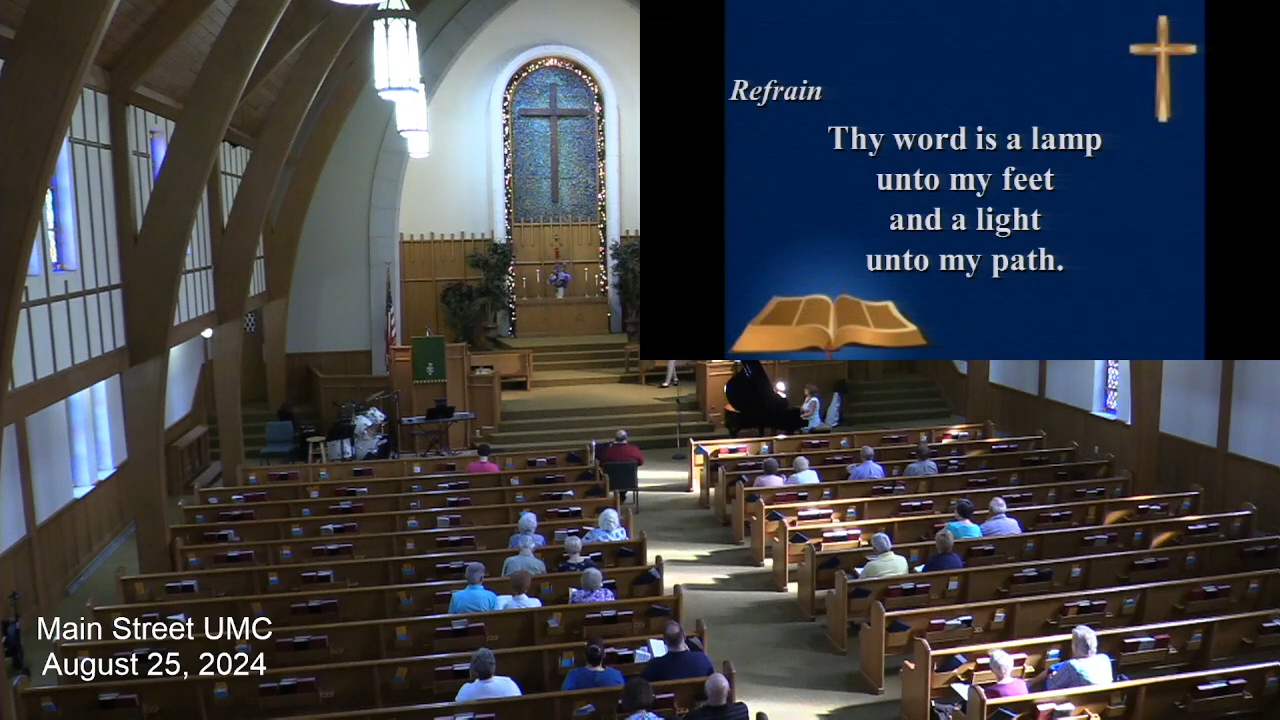 Refrain
Thy word is a lamp
unto my feet
and a light
unto my path.
Main Street UMC
August 25, 2024